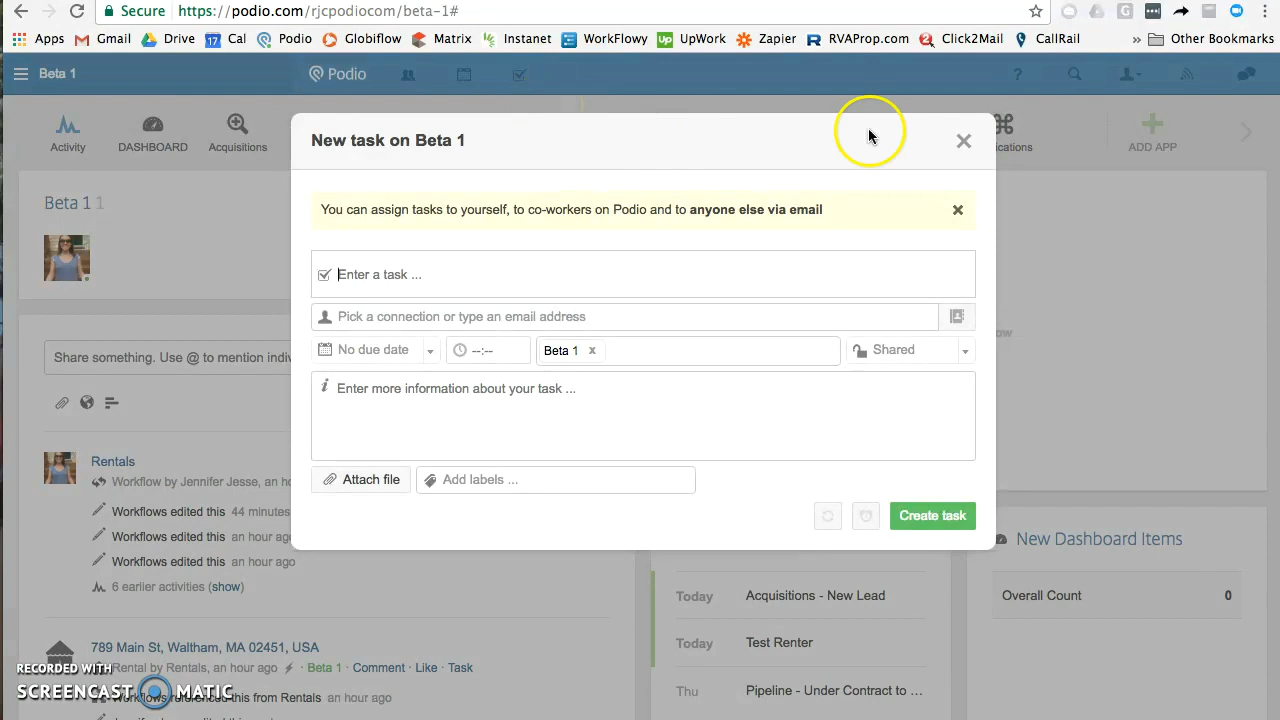 Secure https://podio.com/rjcpodiocom/beta-1#
Apps Gmail Drive 17 Cal Podio Globiflow Matrix Instanet WorkFlowy Up UpWork Zapier R RVAProp.com 2 Click2Mail CallRail » Other Bookmarks
Beta 1 Podio ?
Activity DASHBOARD Acquisitions ADD APP
New task on Beta 1
Beta 1 1
You can assign tasks to yourself, to co-workers on Podio and to anyone else via email
Enter a task ...
Pick a connection or type an email address
No due date --:-- Beta 1 x Shared
Share something. Use @ to mention indiv
Enter more information about your task ...
Attach file Add labels ...
Create task
Rentals
Workflow by Jennifer Jesse, an ho
Workflows edited this 44 minutes
Workflows edited this an hour ago
Workflows edited this an hour ago
6 earlier activities (show)
789 Main St, Waltham, MA 02451, USA
Rental by Rentals, an hour ago · Beta 1 · Comment · Like · Task
Workflows referenced this from Rentals an hour ago
Today Acquisitions - New Lead
Today Test Renter
Thu Pipeline - Under Contract to ...
New Dashboard Items
Overall Count 0
RECORDED WITH
SCREENCAST MATIC